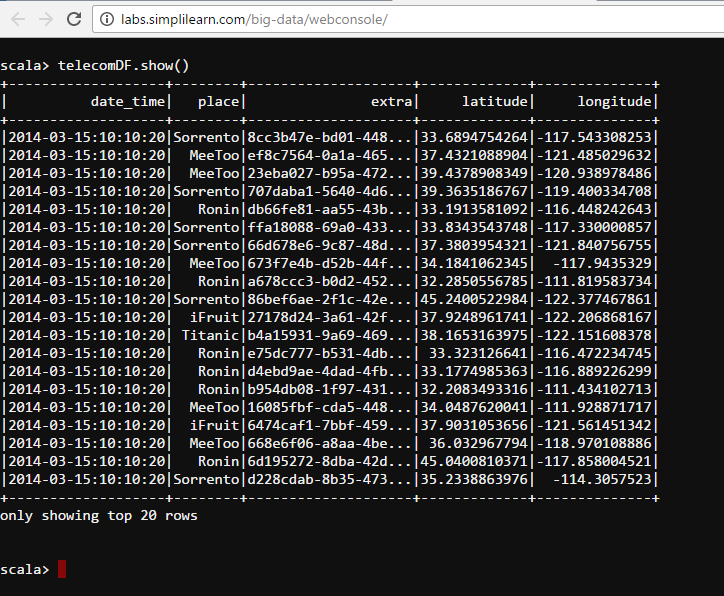 labs.simplilearn.com/big-data/webconsole/
scala> telecomDF.show()
+-------------------+--------+--------------------+-------------+--------------+
|          date_time|   place|               extra|     latitude|     longitude|
+-------------------+--------+--------------------+-------------+--------------+
|2014-03-15:10:10:20|Sorrento|8cc3b47e-bd01-448...|33.6894754264|-117.543308253|
|2014-03-15:10:10:20|  MeeToo|ef8c7564-0a1a-465...|37.4321088904|-121.485029632|
|2014-03-15:10:10:20|  MeeToo|23eba027-b95a-472...|39.4378908349|-120.938978486|
|2014-03-15:10:10:20|Sorrento|707daba1-5640-4d6...|39.3635186767|-119.400334708|
|2014-03-15:10:10:20|   Ronin|db66fe81-aa55-43b...|33.1913581092|-116.448242643|
|2014-03-15:10:10:20|Sorrento|ffa18088-69a0-433...|33.8343543748|-117.330000857|
|2014-03-15:10:10:20|Sorrento|66d678e6-9c87-48d...|37.3803954321|-121.840756755|
|2014-03-15:10:10:20|  MeeToo|673f7e4b-d52b-44f...|34.1841062345|  -117.9435329|
|2014-03-15:10:10:20|   Ronin|a678ccc3-b0d2-452...|32.2850556785|-111.819583734|
|2014-03-15:10:10:20|Sorrento|86bef6ae-2f1c-42e...|45.2400522984|-122.377467861|
|2014-03-15:10:10:20|  iFruit|27178d24-3a61-42f...|37.9248961741|-122.206868167|
|2014-03-15:10:10:20| Titanic|b4a15931-9a69-469...|38.1653163975|-122.151608378|
|2014-03-15:10:10:20|   Ronin|e75dc777-b531-4db...| 33.323126641|-116.472234745|
|2014-03-15:10:10:20|   Ronin|d4ebd9ae-4dad-4fb...|33.1774985363|-116.889226299|
|2014-03-15:10:10:20|   Ronin|b954db08-1f97-431...|32.2083493316|-111.434102713|
|2014-03-15:10:10:20|  MeeToo|16085fbf-cda5-448...|34.0487620041|-111.928871717|
|2014-03-15:10:10:20|  iFruit|6474caf1-7bbf-459...|37.9031053656|-121.561451342|
|2014-03-15:10:10:20|  MeeToo|668e6f06-a8aa-4be...| 36.032967794|-118.970108886|
|2014-03-15:10:10:20|   Ronin|6d195272-8dba-42d...|45.0400810371|-117.858004521|
|2014-03-15:10:10:20|Sorrento|d228cdab-8b35-473...|35.2338863976|  -114.3057523|
+-------------------+--------+--------------------+-------------+--------------+
only showing top 20 rows
scala>